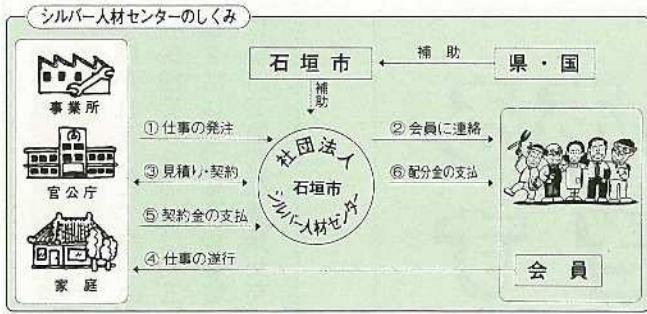 シルバー人材センターのしくみ
石垣市
補助
県・国
補助
事業所
官公庁
家庭
①仕事の発注
③見積り・契約
⑤契約金の支払
④仕事の遂行
社団法人
石垣市
シルバー人材センター
②会員に連絡
⑥配分金の支払
会員